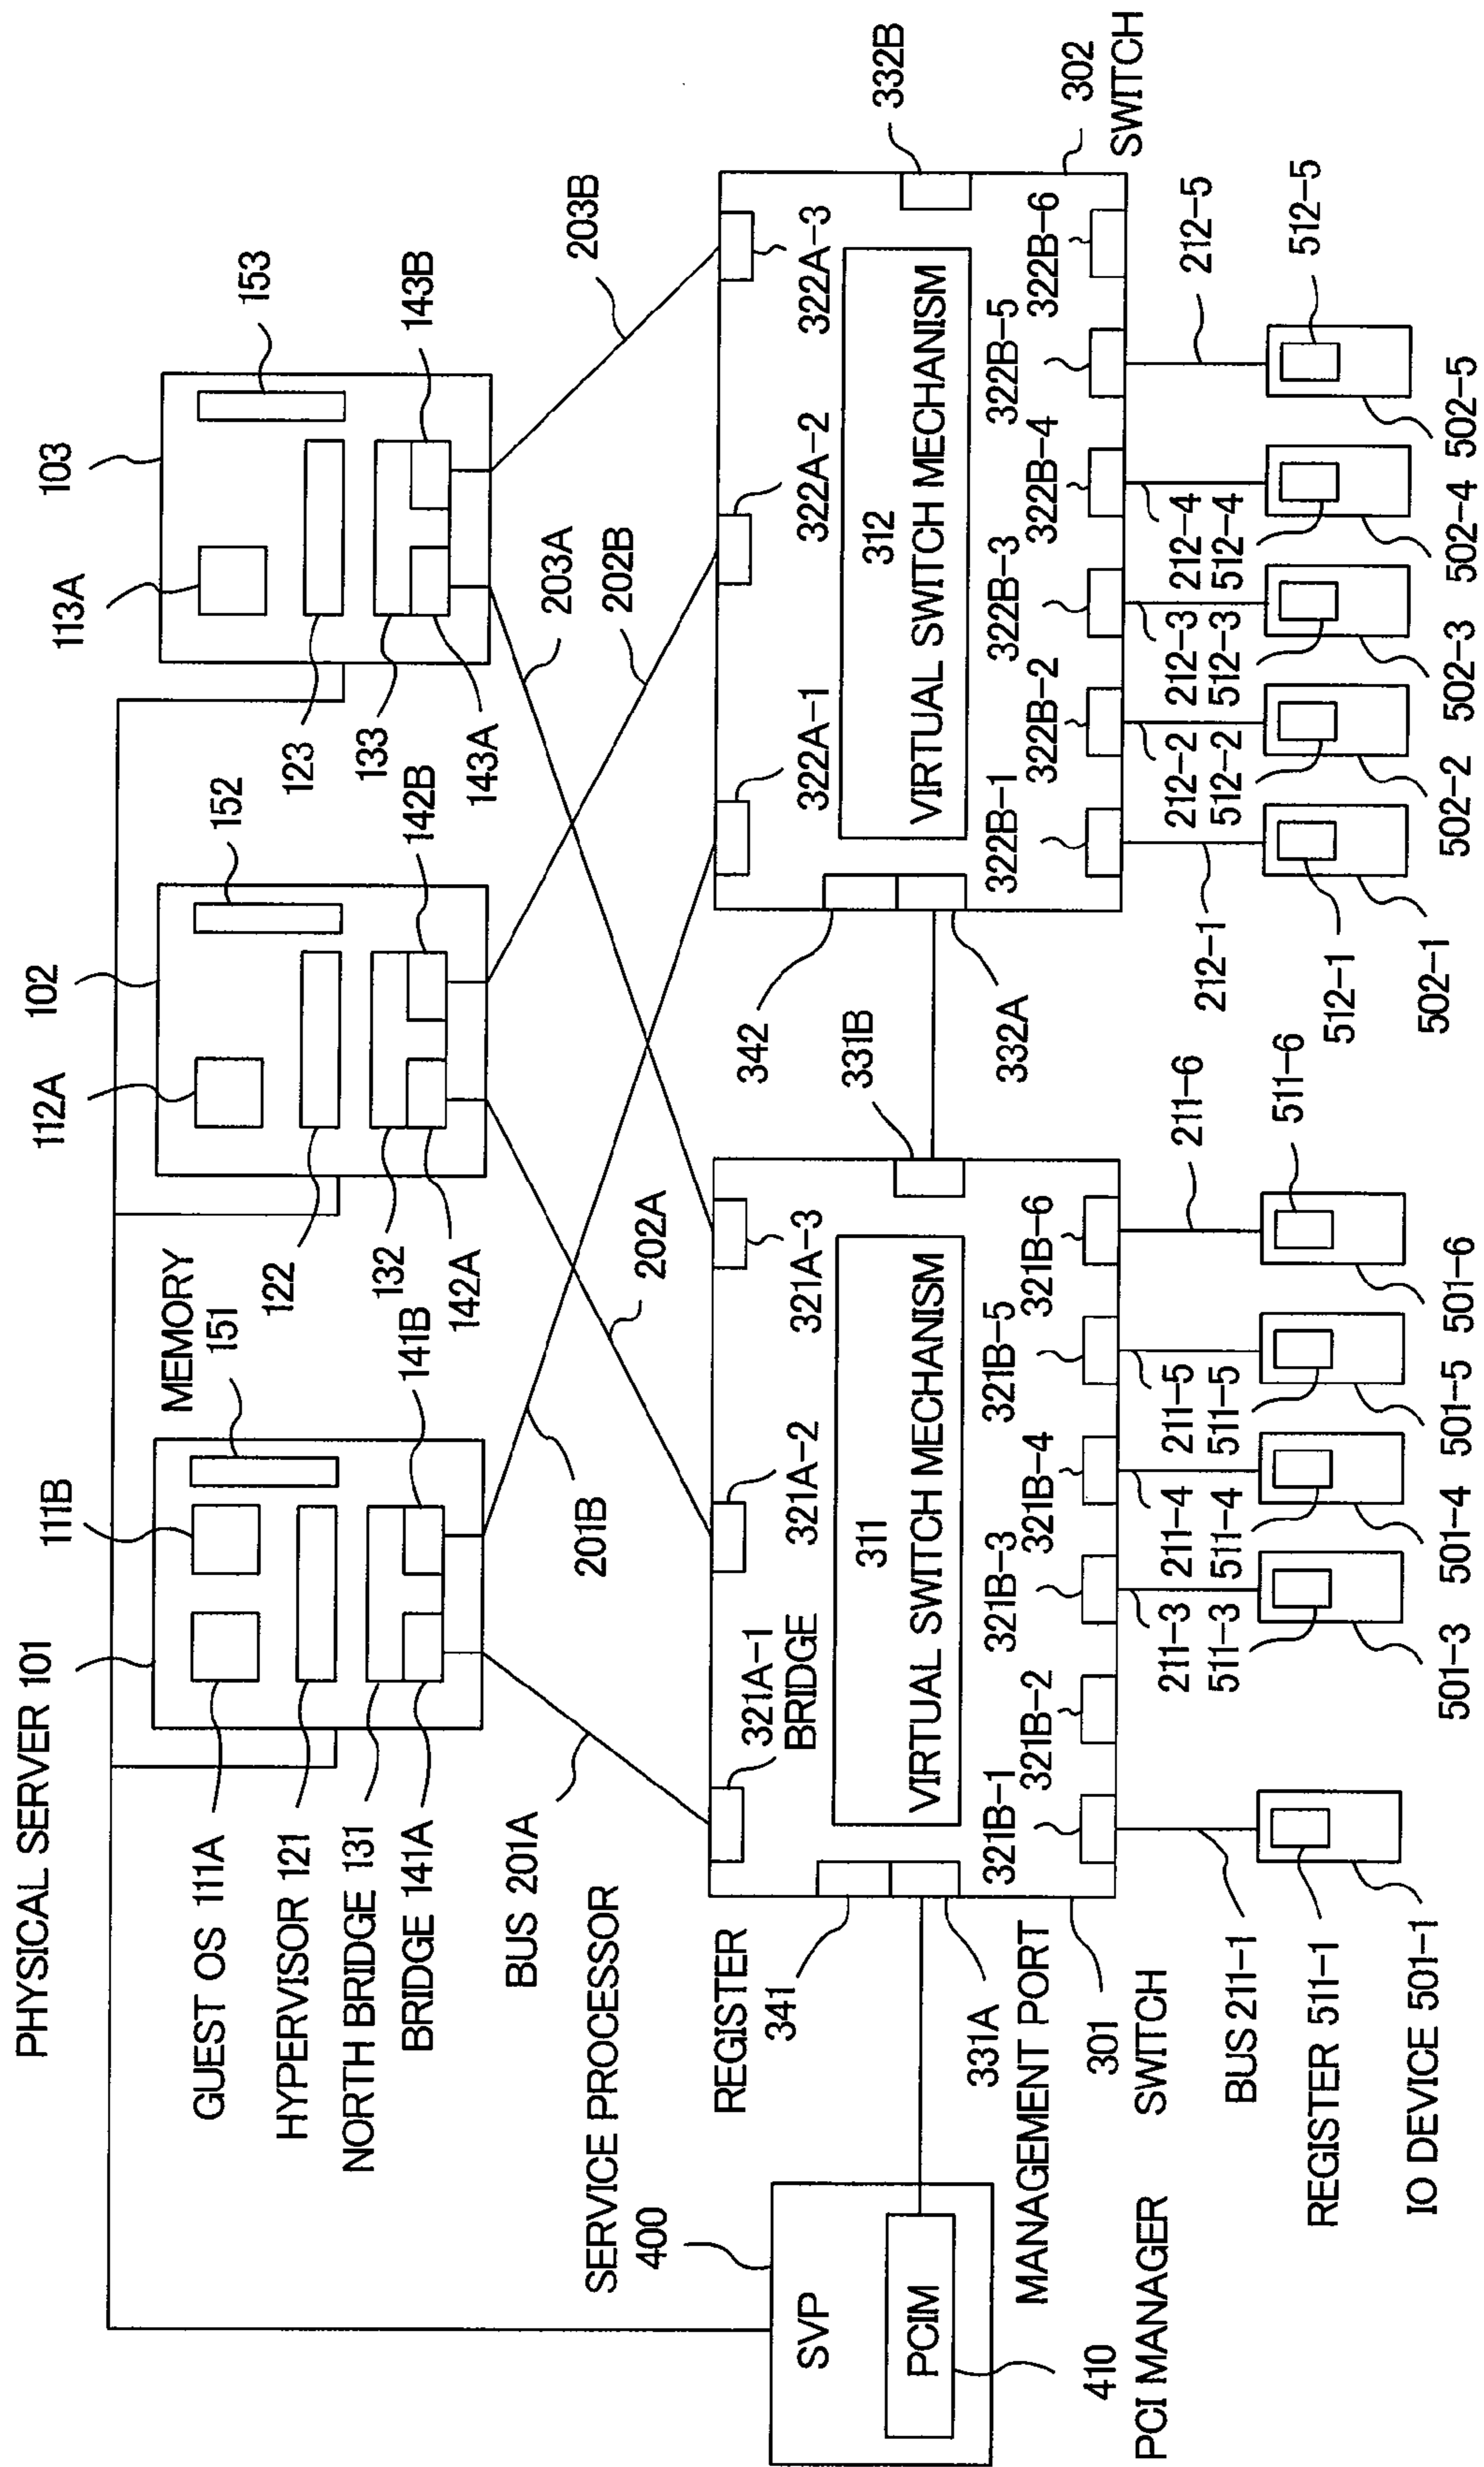 PHYSICAL SERVER 101
GUEST OS 111A
111B
HYPERVISOR 121
NORTH BRIDGE 131
BRIDGE 141A
141B
MEMORY
151
102
112A
152
122
132
142A
142B
103
113A
153
123
133
143A
143B
BUS 201A
201B
202A
202B
203A
203B
SERVICE PROCESSOR
400
SVP
PCIM
410
PCI MANAGER
REGISTER
341
331A
MANAGEMENT PORT
301
SWITCH
321A-1
BRIDGE
321A-2
321A-3
311
VIRTUAL SWITCH MECHANISM
321B-1
321B-2
321B-3
321B-4
321B-5
321B-6
331B
342
332A
322A-1
322A-2
322A-3
312
VIRTUAL SWITCH MECHANISM
322B-1
322B-2
322B-3
322B-4
322B-5
322B-6
332B
302
SWITCH
BUS 211-1
REGISTER 511-1
IO DEVICE 501-1
211-3
511-3
501-3
211-4
511-4
501-4
211-5
511-5
501-5
211-6
511-6
501-6
212-1
512-1
502-1
212-2
512-2
502-2
212-3
512-3
502-3
212-4
512-4
502-4
212-5
512-5
502-5